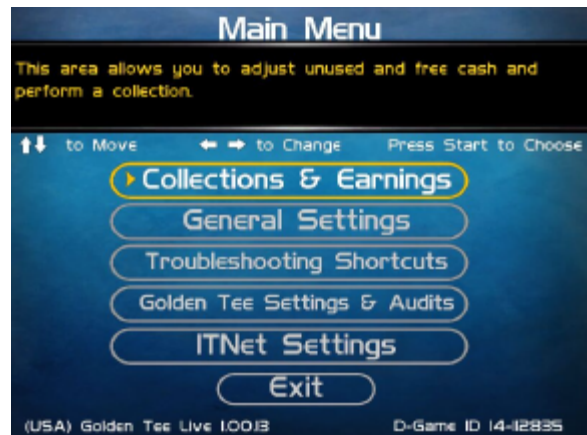 Main Menu
This area allows you to adjust unused and free cash and
perform a collection.
to Move to Change Press Start to Choose
Collections & Earnings
General Settings
Troubleshooting Shortcuts
Golden Tee Settings & Audits
ITNet Settings
Exit
(USA) Golden Tee Live 1.00.13 D-Game ID 14-112835